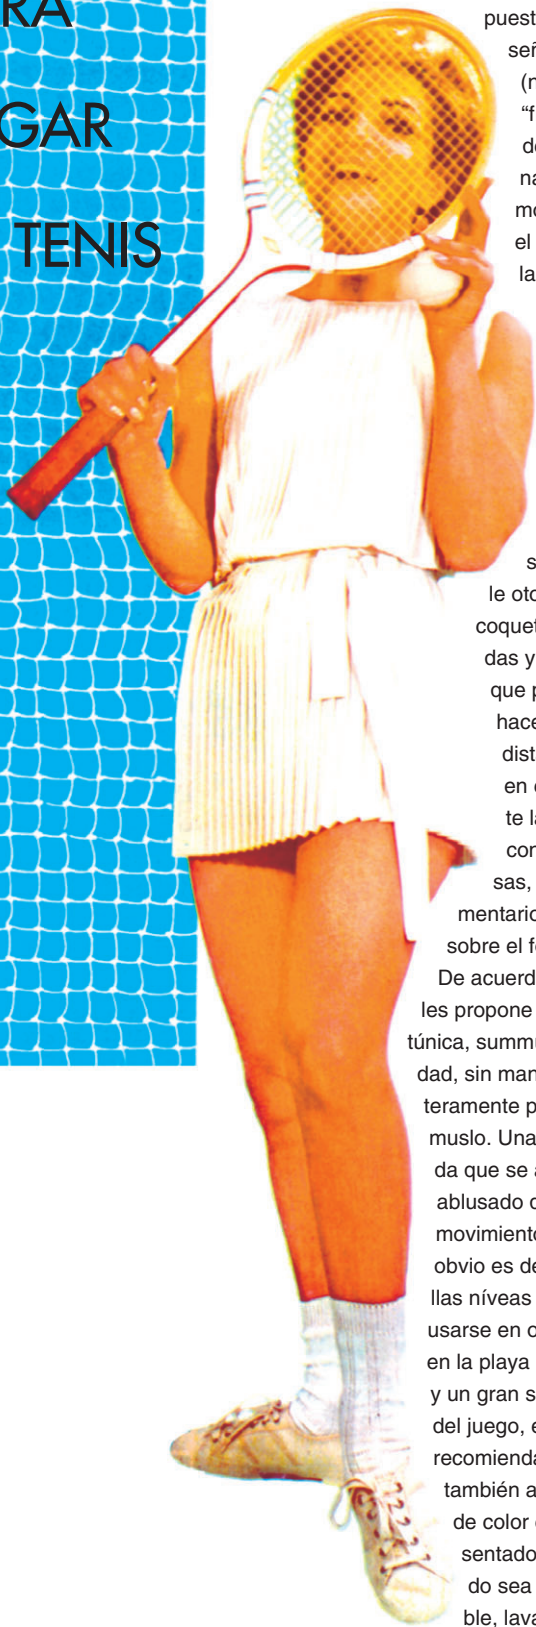 RA
GAR
TENIS
puest
señ
(n
“f
de
na
mo
el
la
s
le oto
coquet
das y
que p
hace
dist
en
te la
con
sas,
mentario
sobre el f
De acuerd
les propone
túnica, summu
dad, sin man
teramente p
muslo. Una
da que se a
ablusado d
movimiento
obvio es de
llas níveas
usarse en o
en la playa
y un gran s
del juego, e
recomienda
también a
de color
sentado
do sea
ble, lava